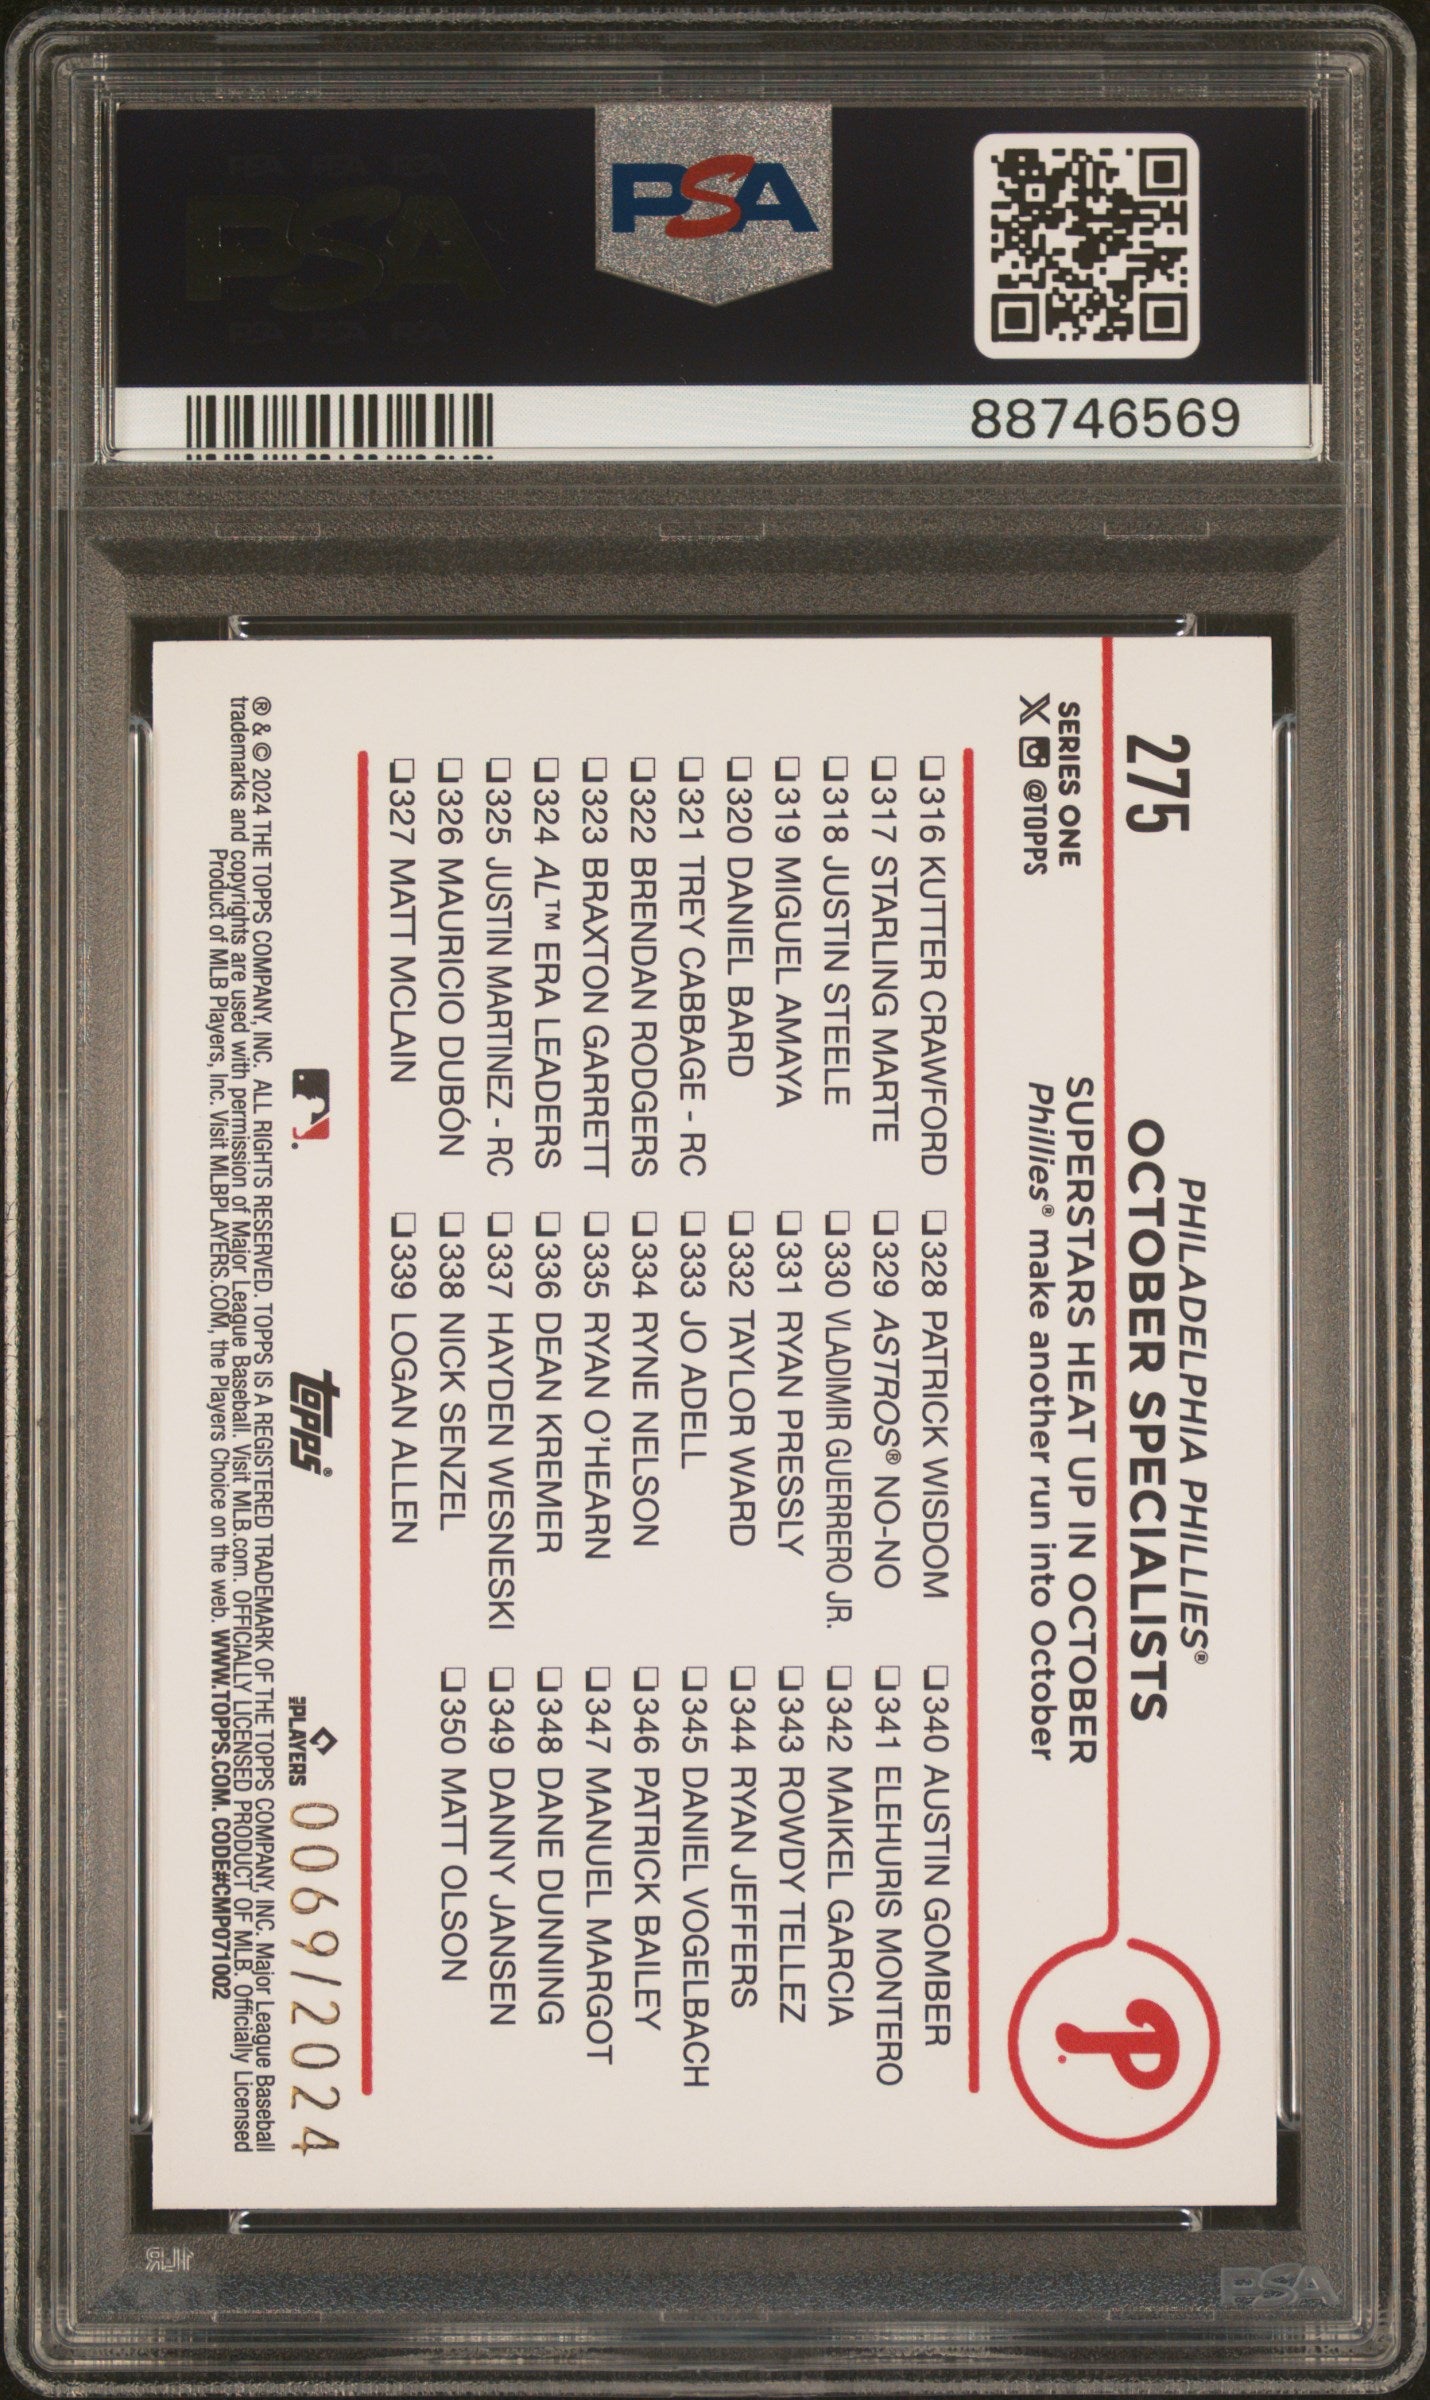 PSA
88746569
275
PHILADELPHIA PHILLIES®
OCTOBER SPECIALISTS
SERIES ONE
X @TOPPS
SUPERSTARS HEAT UP IN OCTOBER
Phillies® make another run into October
P
❏316 KUTTER CRAWFORD
❏317 STARLING MARTE
❏318 JUSTIN STEELE
❏319 MIGUEL AMAYA
❏320 DANIEL BARD
❏321 TREY CABBAGE - RC
❏322 BRENDAN RODGERS
❏323 BRAXTON GARRETT
❏324 AL™ ERA LEADERS
❏325 JUSTIN MARTINEZ - RC
❏326 MAURICIO DUBÓN
❏327 MATT MCLAIN
❏328 PATRICK WISDOM
❏329 ASTROS® NO-NO
❏330 VLADIMIR GUERRERO JR.
❏331 RYAN PRESSLY
❏332 TAYLOR WARD
❏333 JO ADELL
❏334 RYNE NELSON
❏335 RYAN O'HEARN
❏336 DEAN KREMER
❏337 HAYDEN WESNESKI
❏338 NICK SENZEL
❏339 LOGAN ALLEN
❏340 AUSTIN GOMBER
❏341 ELEHURIS MONTERO
❏342 MAIKEL GARCIA
❏343 ROWDY TELLEZ
❏344 RYAN JEFFERS
❏345 DANIEL VOGELBACH
❏346 PATRICK BAILEY
❏347 MANUEL MARGOT
❏348 DANE DUNNING
❏349 DANNY JANSEN
❏350 MATT OLSON
topps®
PLAYERS
0069/2024
® & © 2024 THE TOPPS COMPANY, INC. ALL RIGHTS RESERVED. TOPPS IS A REGISTERED TRADEMARK OF THE TOPPS COMPANY, INC. Major League Baseball
trademarks and copyrights are used with permission of Major League Baseball. Visit MLB.com. OFFICIALLY LICENSED PRODUCT OF MLB. Officially Licensed
Product of MLB Players, Inc. Visit MLBPLAYERS.COM, the Players Choice on the web. WWW.TOPPS.COM. CODE#CMP071002
PSA